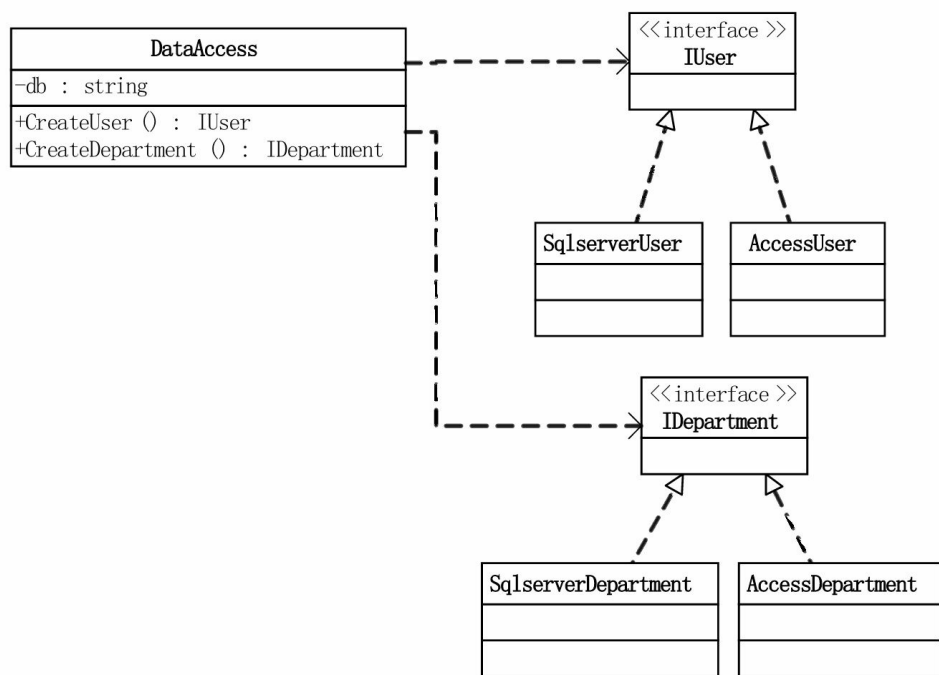 DataAccess
-db : string
+CreateUser () : IUser
+CreateDepartment () : IDepartment
<<interface >>
IUser
SqlserverUser
AccessUser
<<interface >>
IDepartment
SqlserverDepartment
AccessDepartment